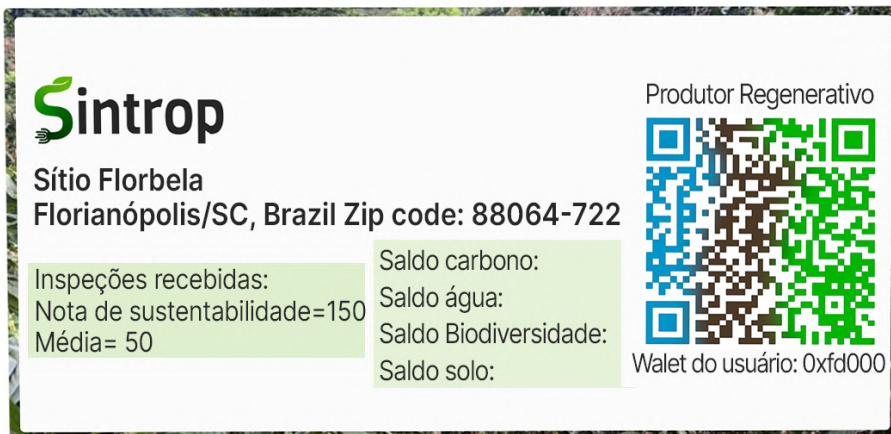 Sintrop
Sítio Florbela
Florianópolis/SC, Brazil Zip code: 88064-722
Inspeções recebidas:
Nota de sustentabilidade=150
Média= 50
Saldo carbono:
Saldo água:
Saldo Biodiversidade:
Saldo solo:
Produtor Regenerativo
Walet do usuário: 0xfd000